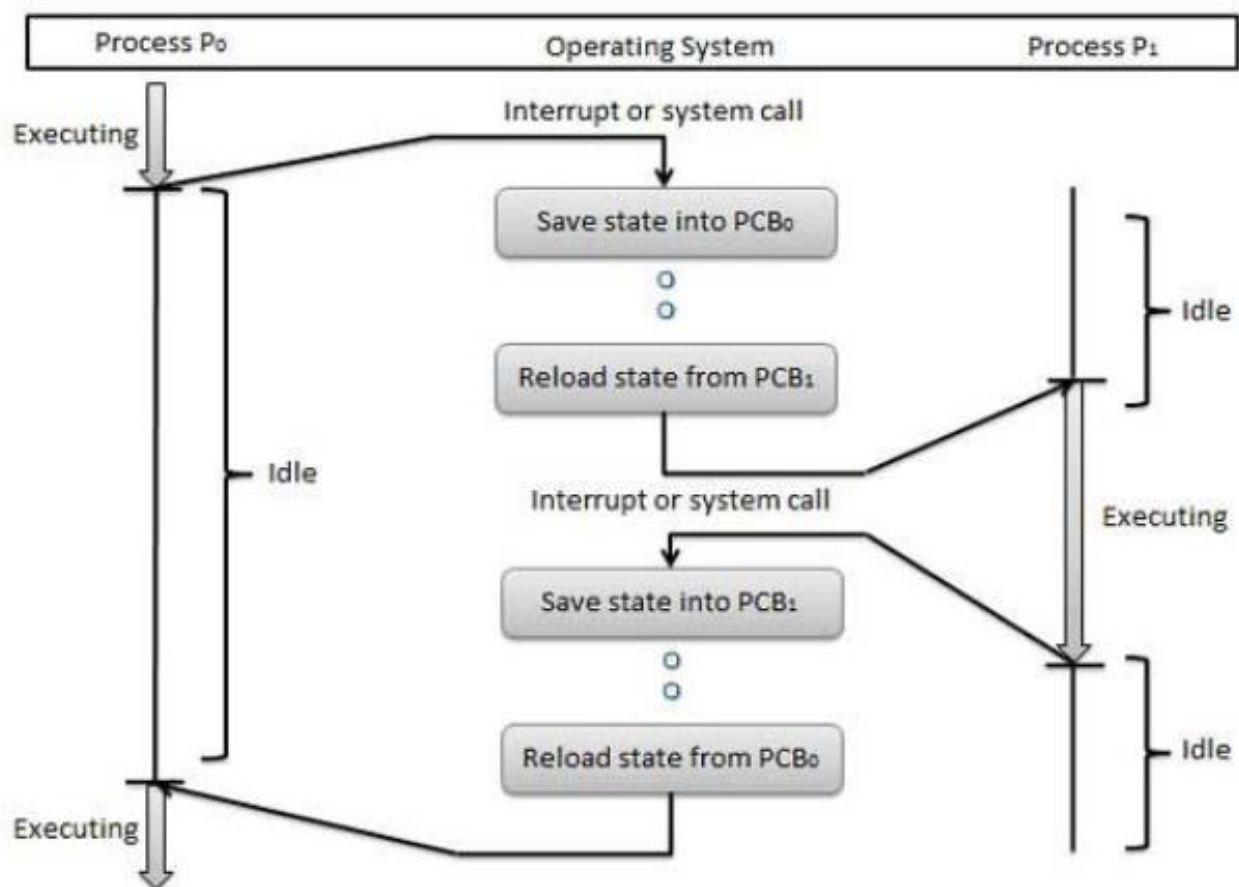 Process P₀
Operating System
Process P₁
Interrupt or system call
Executing
Save state into PCB₀
Idle
Reload state from PCB₁
Idle
Interrupt or system call
Executing
Save state into PCB₁
Idle
Reload state from PCB₀
Executing